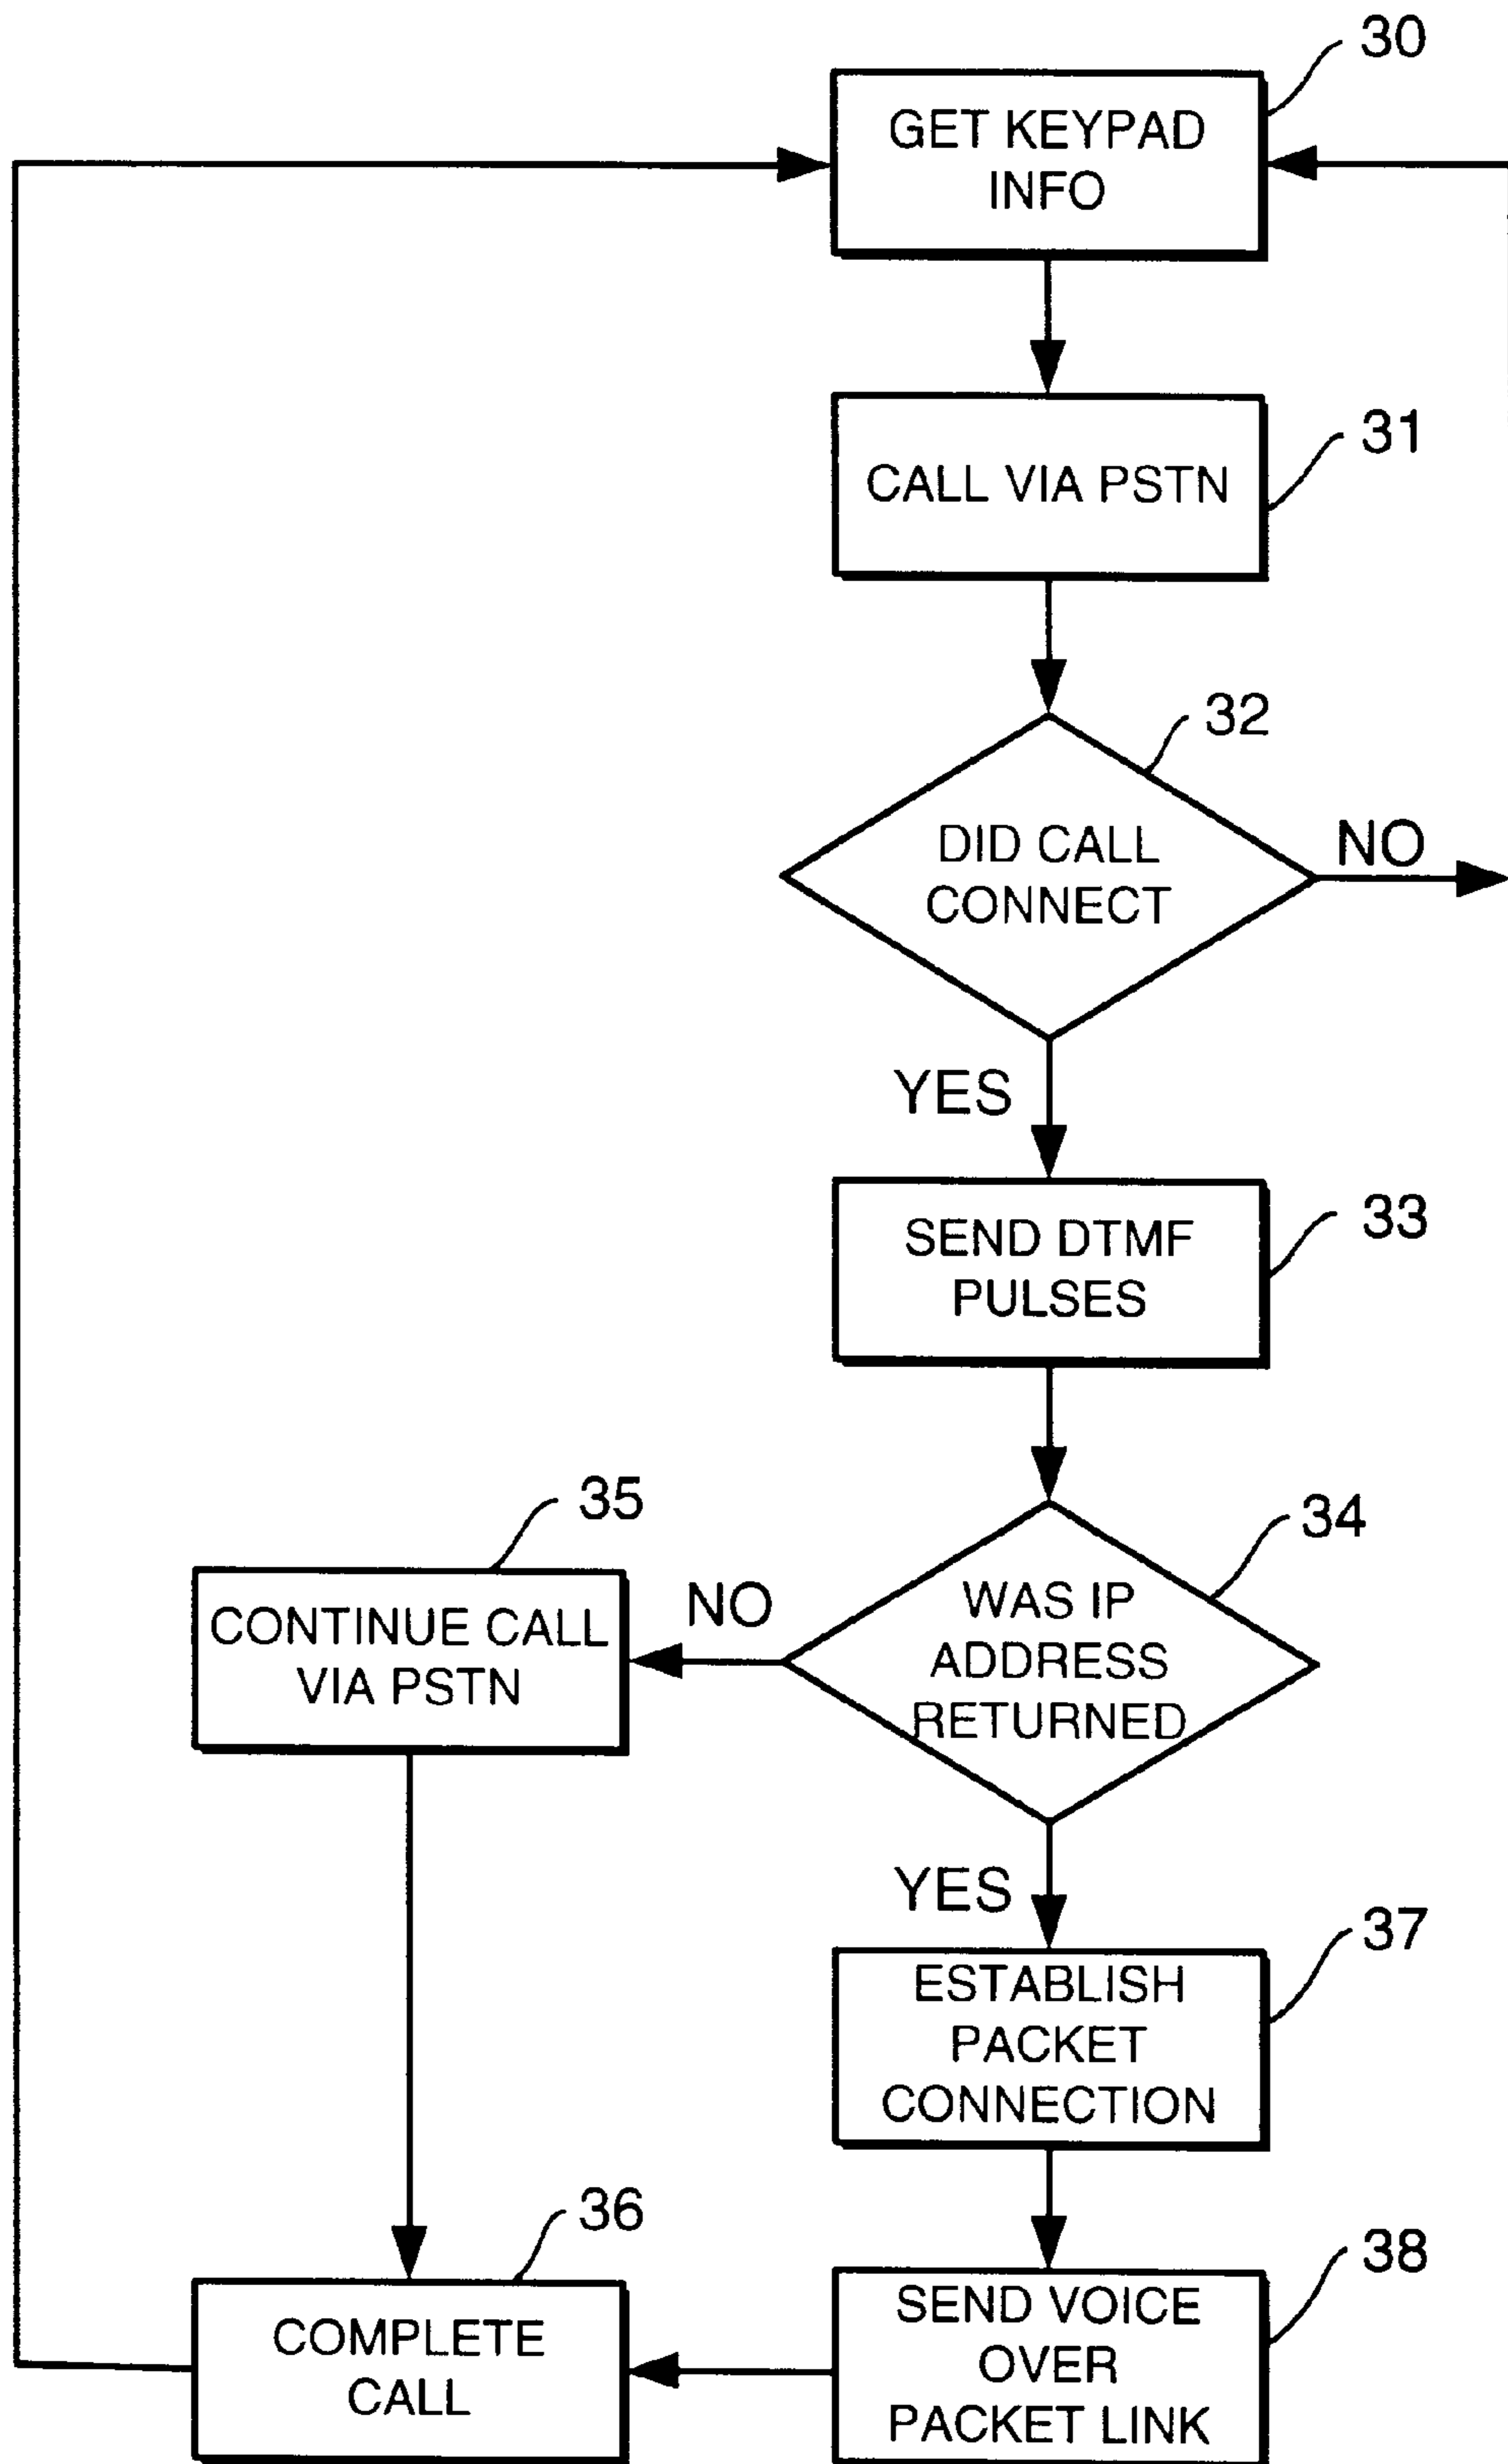 30
GET KEYPAD
INFO
31
CALL VIA PSTN
32
DID CALL
CONNECT
NO
YES
33
SEND DTMF
PULSES
34
WAS IP
ADDRESS
RETURNED
NO
35
CONTINUE CALL
VIA PSTN
YES
37
ESTABLISH
PACKET
CONNECTION
36
COMPLETE
CALL
38
SEND VOICE
OVER
PACKET LINK